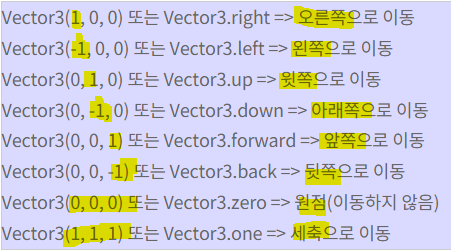 Vector3(1, 0, 0) 또는 Vector3.right => 오른쪽으로 이동
Vector3(-1, 0, 0) 또는 Vector3.left => 왼쪽으로 이동
Vector3(0, 1, 0) 또는 Vector3.up => 윗쪽으로 이동
Vector3(0, -1, 0) 또는 Vector3.down => 아래쪽으로 이동
Vector3(0, 0, 1) 또는 Vector3.forward => 앞쪽으로 이동
Vector3(0, 0, -1) 또는 Vector3.back => 뒷쪽으로 이동
Vector3(0, 0, 0) 또는 Vector3.zero => 원점(이동하지 않음)
Vector3(1, 1, 1) 또는 Vector3.one => 세축으로 이동